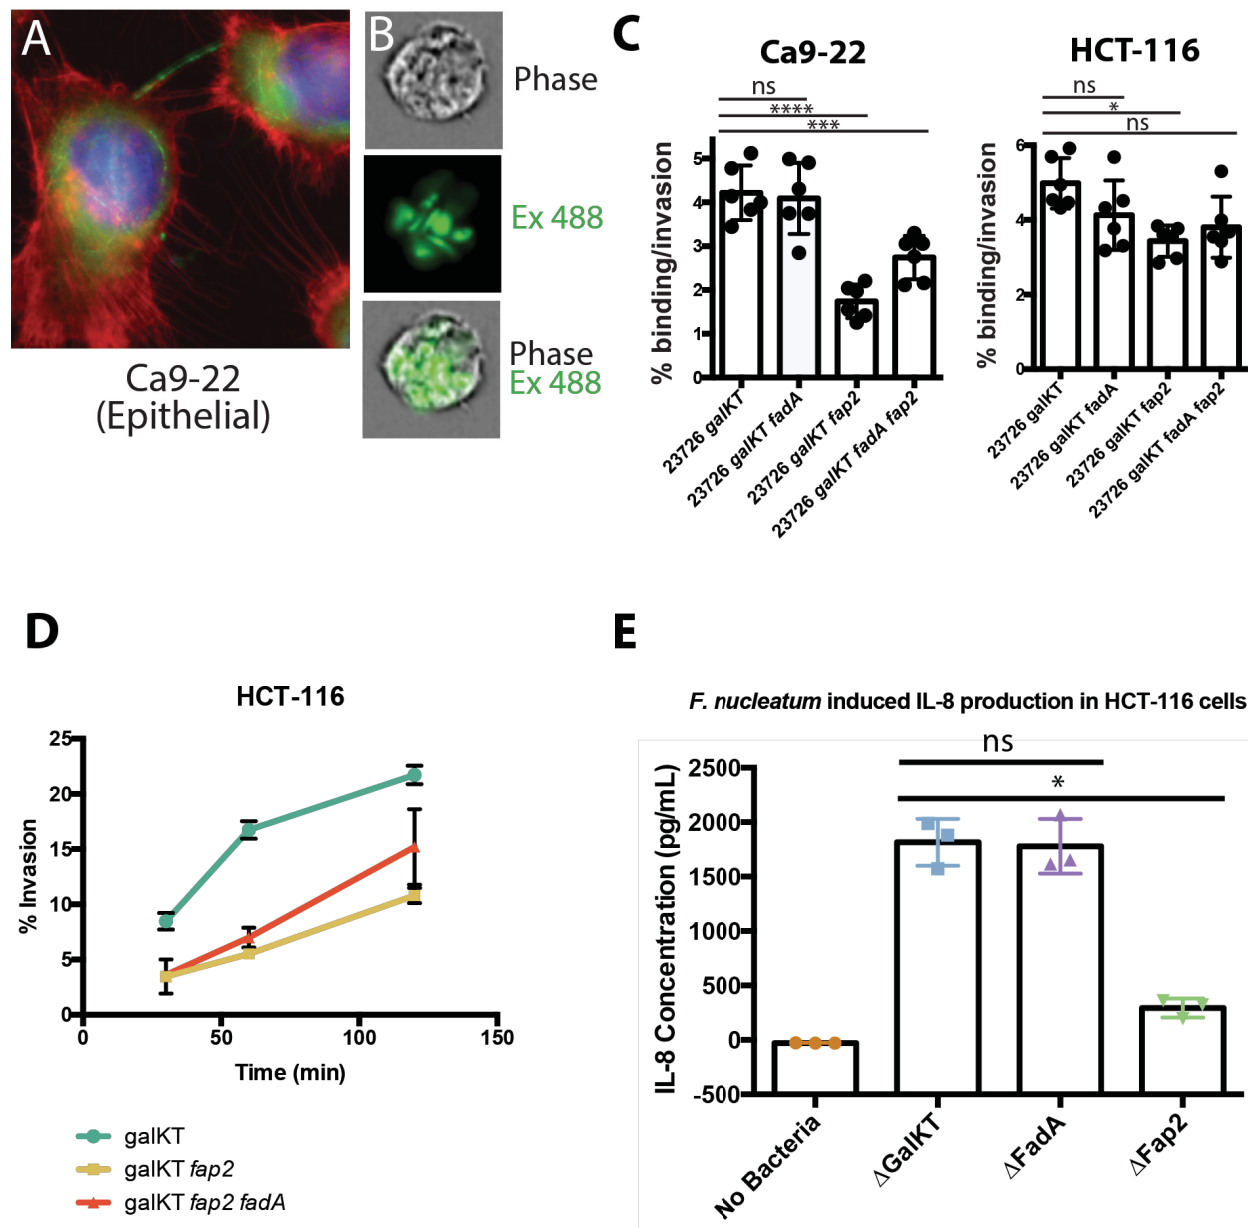 A
Ca9-22
(Epithelial)
B
Phase
Ex 488
Phase
Ex 488
C
Ca9-22
ns
****
***
% binding/invasion
5
4
3
2
1
0
23726 galKT
23726 galKT fadA
23726 galKT fap2
23726 galKT fadA fap2
HCT-116
ns
*
ns
% binding/invasion
6
4
2
0
23726 galKT
23726 galKT fadA
23726 galKT fap2
23726 galKT fadA fap2
D
HCT-116
% Invasion
25
20
15
10
5
0
0 50 100 150
Time (min)
galKT
galKT fap2
galKT fap2 fadA
E
F. nucleatum induced IL-8 production in HCT-116 cells
ns
*
IL-8 Concentration (pg/mL)
2500
2000
1500
1000
500
0
-500
No Bacteria
ΔGalKT
ΔFadA
ΔFap2